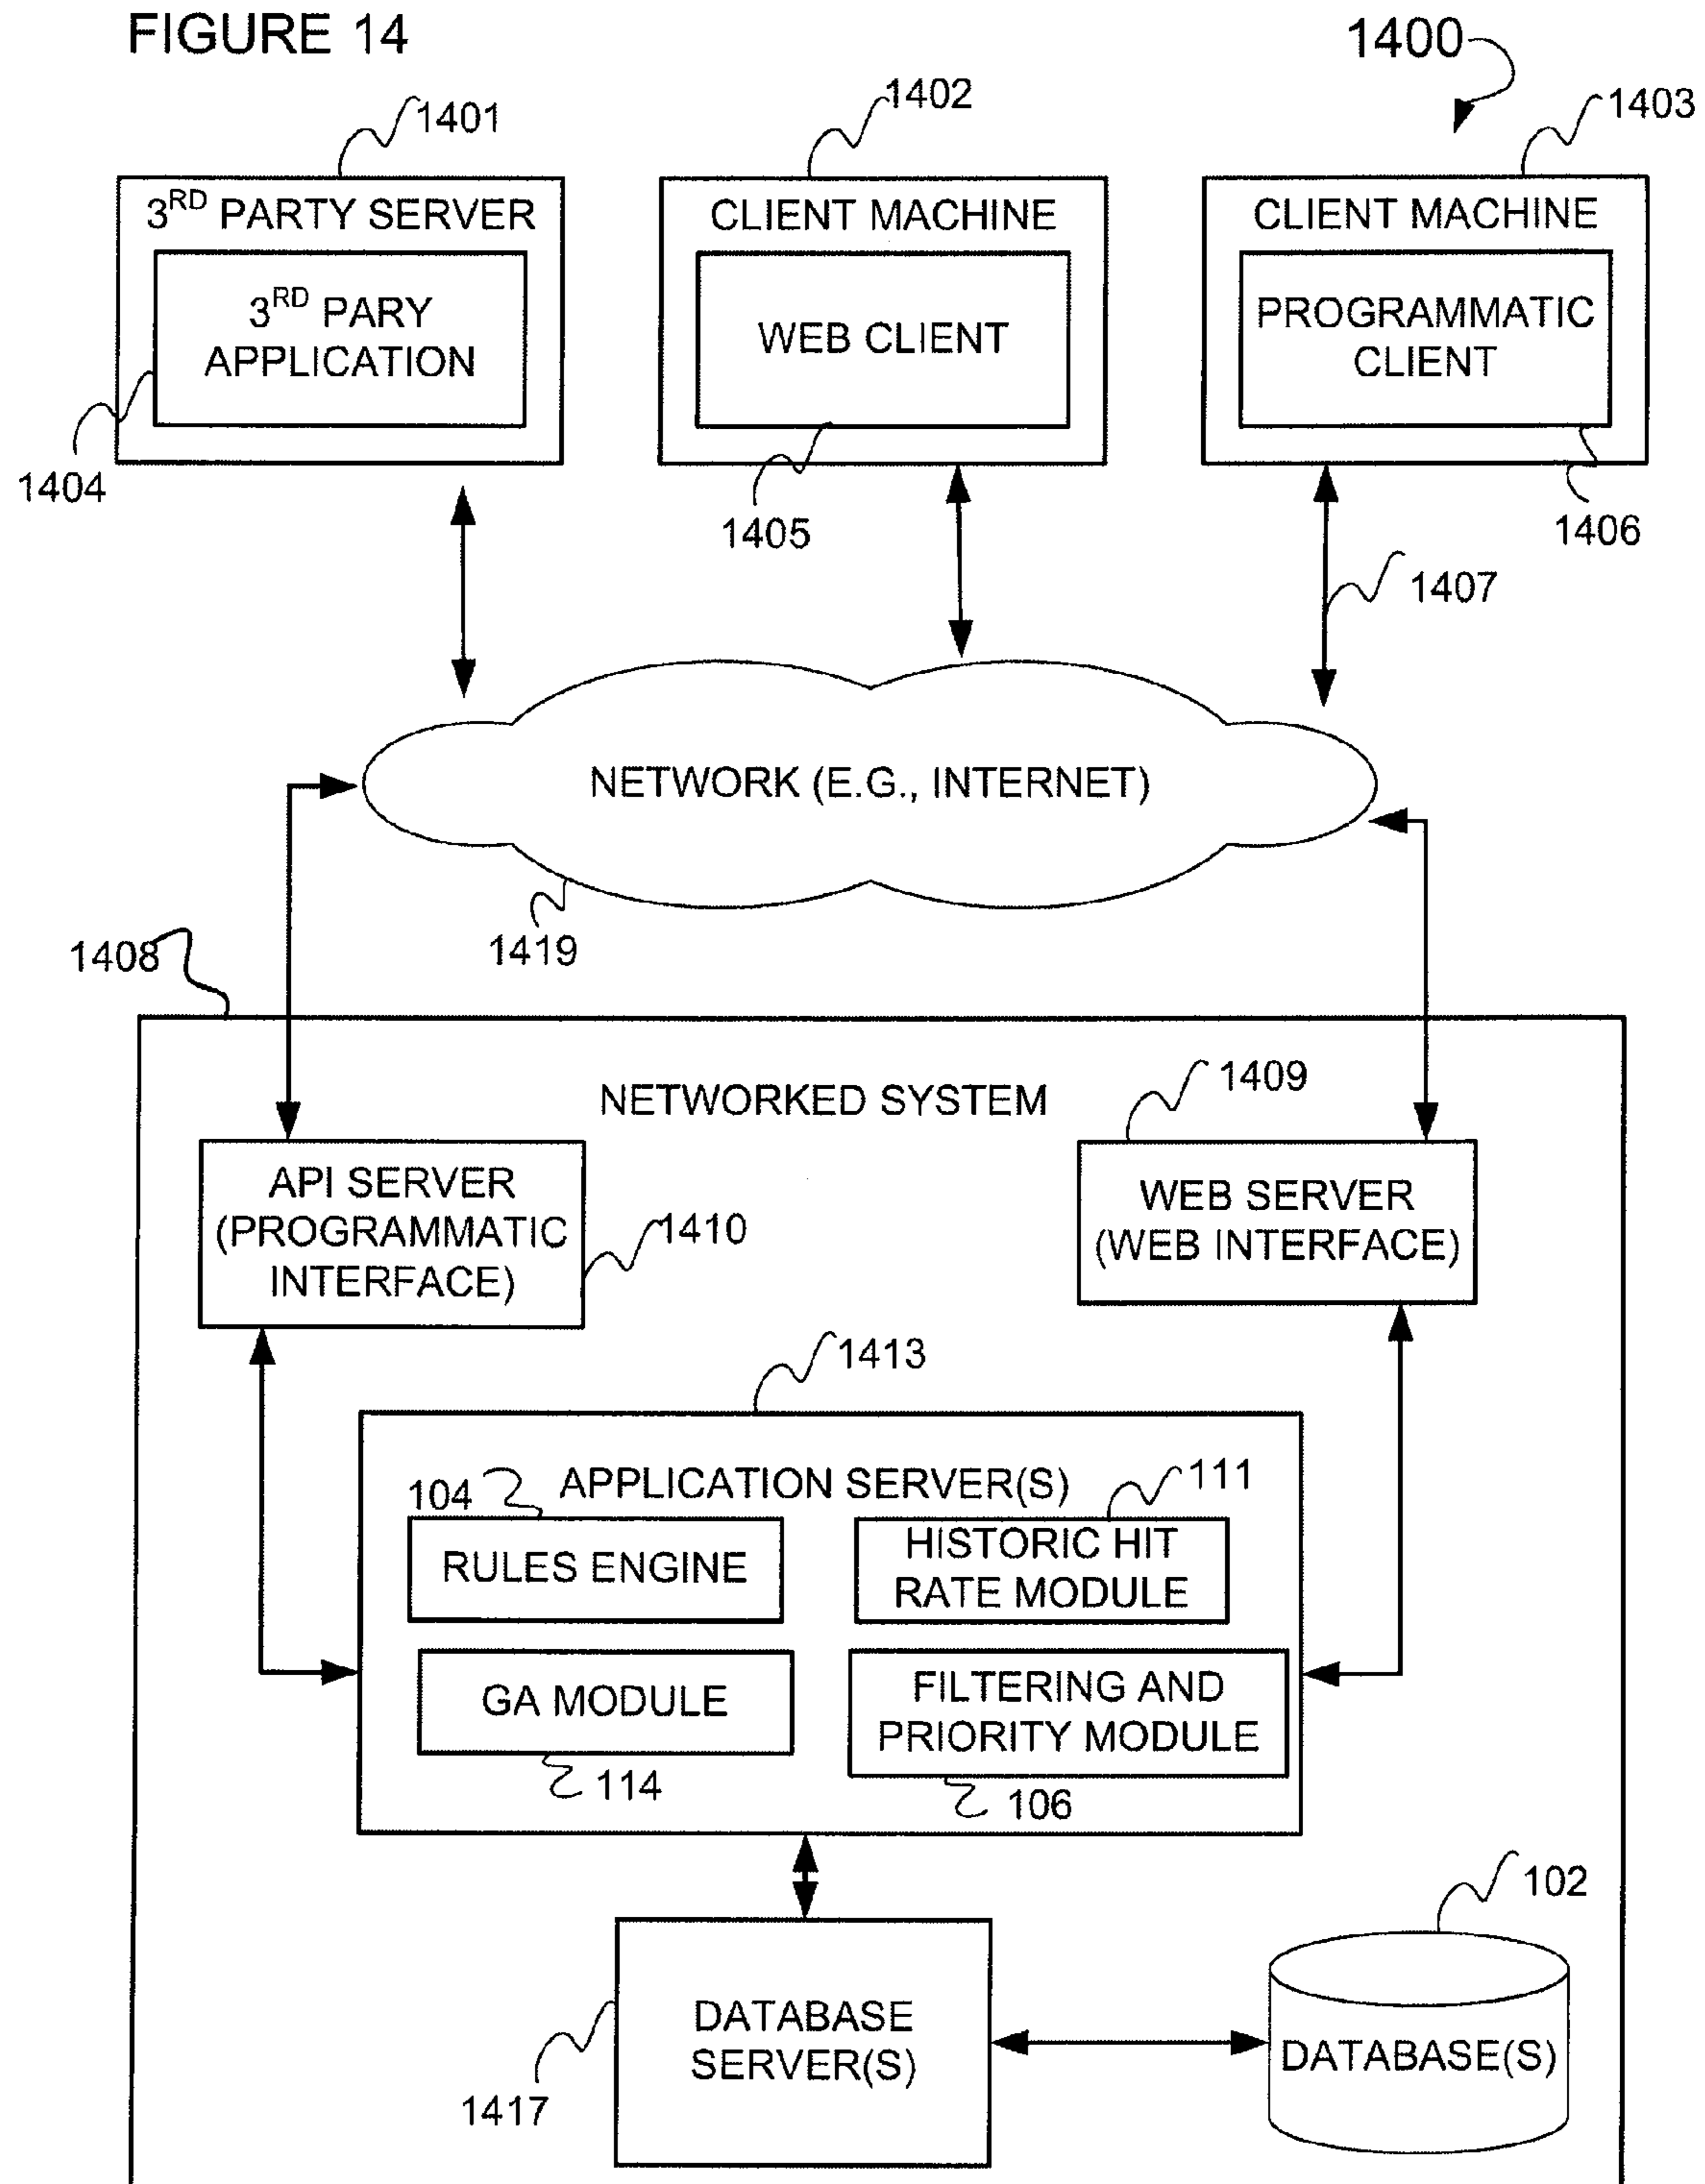 FIGURE 14
1400
1401
1402
1403
3RD PARTY SERVER
3RD PARY
APPLICATION
1404
CLIENT MACHINE
WEB CLIENT
1405
CLIENT MACHINE
PROGRAMMATIC
CLIENT
1406
1407
NETWORK (E.G., INTERNET)
1419
1408
NETWORKED SYSTEM
1409
API SERVER
(PROGRAMMATIC
INTERFACE)
1410
WEB SERVER
(WEB INTERFACE)
1413
APPLICATION SERVER(S)
104
111
RULES ENGINE
HISTORIC HIT
RATE MODULE
GA MODULE
114
FILTERING AND
PRIORITY MODULE
106
102
DATABASE
SERVER(S)
DATABASE(S)
1417